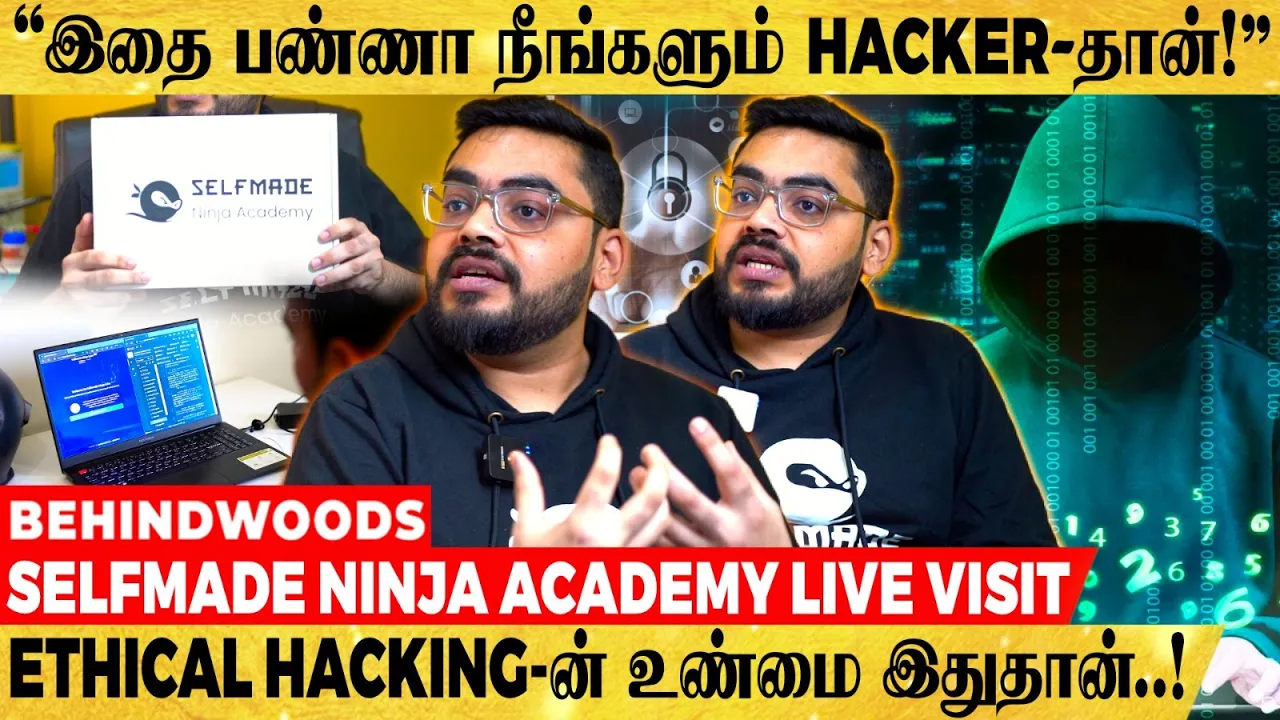 “இதை பண்ணா நீங்களும் HACKER-தான்!”
SELFMADE
Ninja Academy
BEHINDWOODS
SELFMADE NINJA ACADEMY LIVE VISIT
ETHICAL HACKING-ன் உண்மை இதுதான்..!